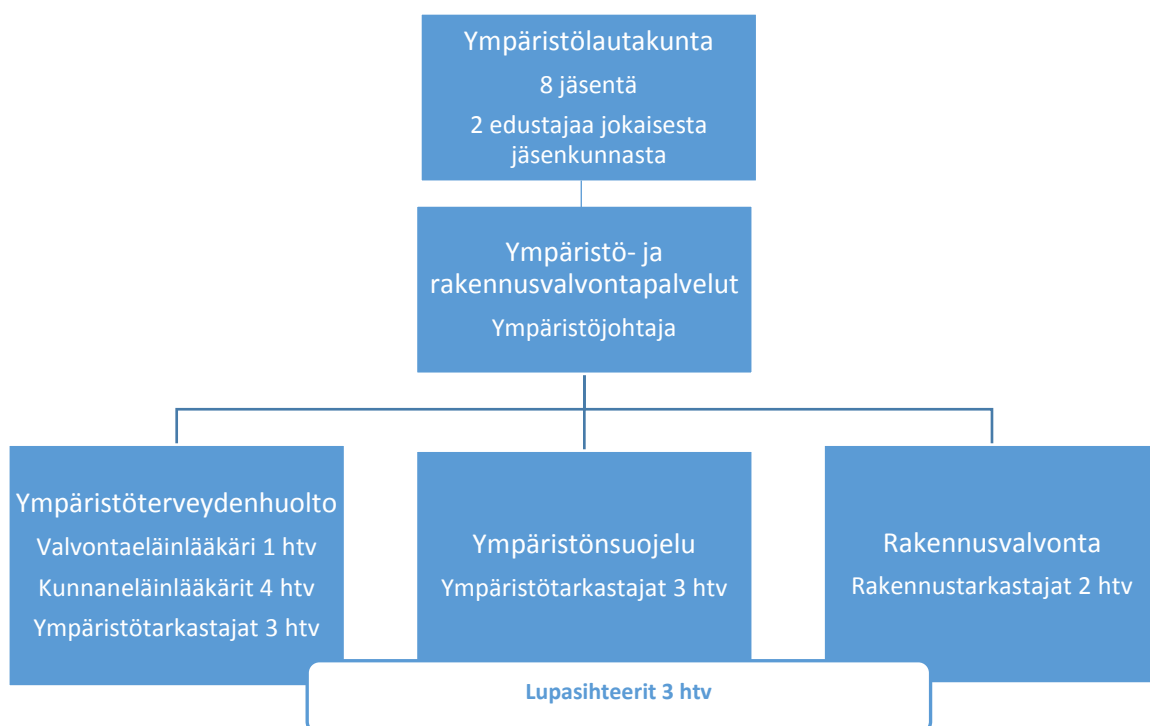 Ympäristölautakunta
8 jäsentä
2 edustajaa jokaisesta
jäsenkunnasta
Ympäristö- ja
rakennusvalvontapalvelut
Ympäristöjohtaja
Ympäristöterveydenhuolto
Valvontaeläinlääkäri 1 htv
Kunnaneläinlääkärit 4 htv
Ympäristötarkastajat 3 htv
Ympäristönsuojelu
Ympäristötarkastajat 3 htv
Rakennusvalvonta
Rakennustarkastajat 2 htv
Lupasihteerit 3 htv